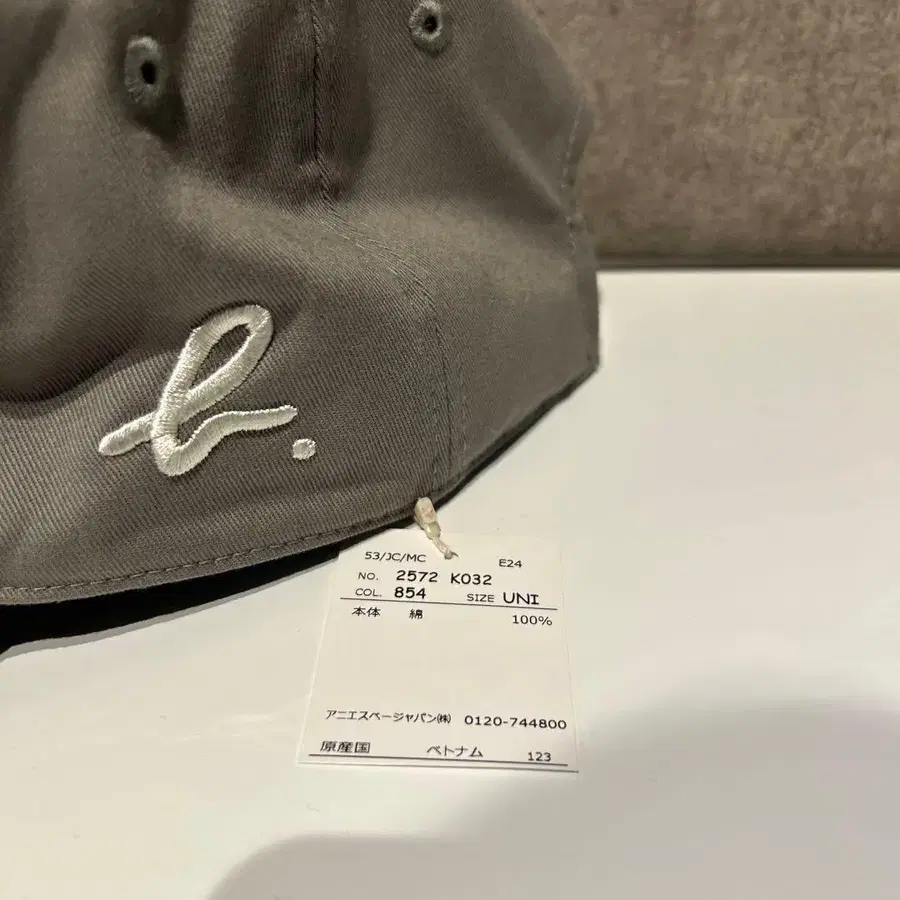 b.
53/JC/MC E24
NO. 2572 K032
COL. 854 SIZE UNI
本体 綿 100%
アニエスベージャパン㈱ 0120-744800
原産国 ベトナム 123